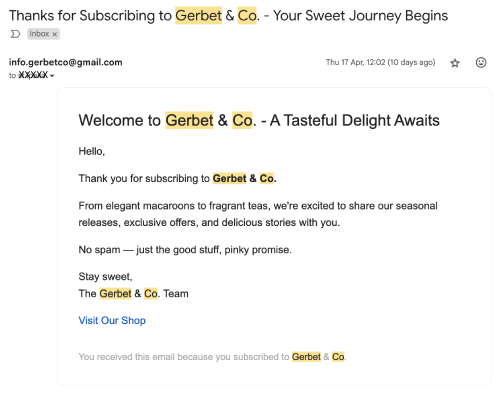 Thanks for Subscribing to Gerbet & Co. - Your Sweet Journey Begins
Inbox ×
info.gerbetco@gmail.com Thu 17 Apr, 12:02 (10 days ago)
to
Welcome to Gerbet & Co. - A Tasteful Delight Awaits
Hello,
Thank you for subscribing to Gerbet & Co.
From elegant macaroons to fragrant teas, we're excited to share our seasonal
releases, exclusive offers, and delicious stories with you.
No spam — just the good stuff, pinky promise.
Stay sweet,
The Gerbet & Co. Team
Visit Our Shop
You received this email because you subscribed to Gerbet & Co.